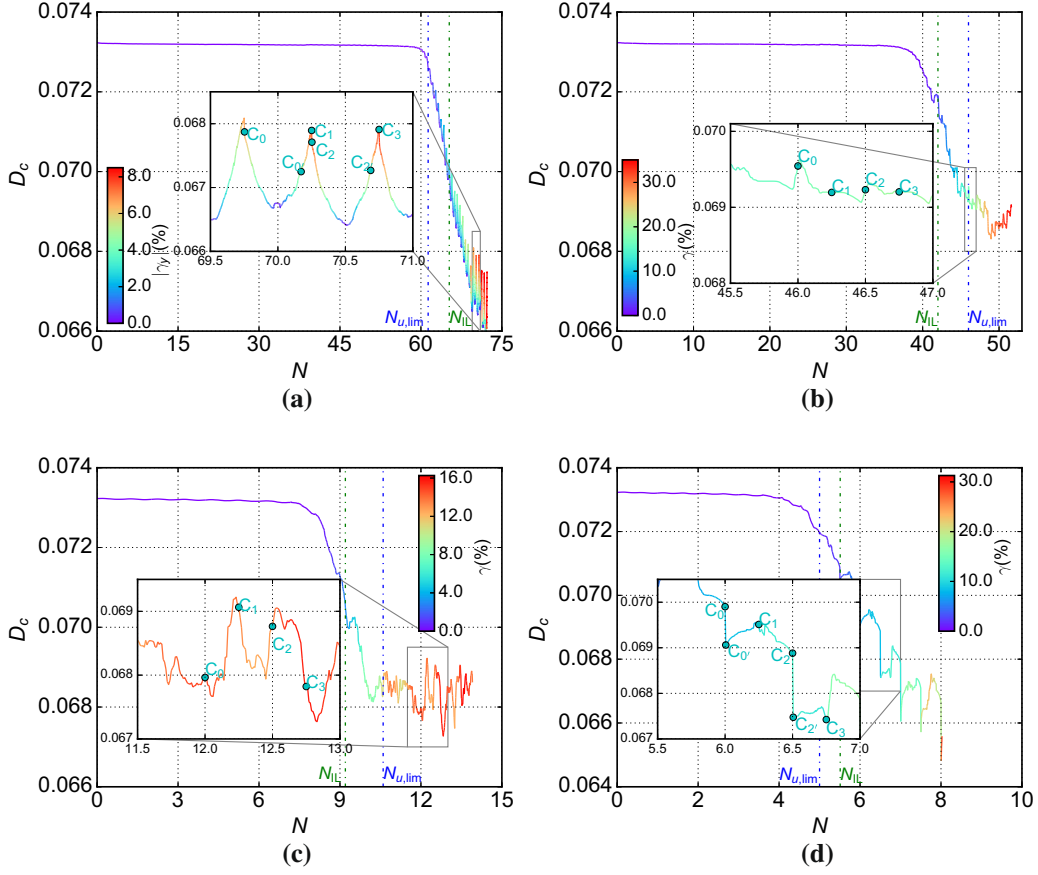 0.074
0.072
0.070
0.068
0.066
D_c
0 15 30 45 60 75
N
8.0
6.0
4.0
2.0
0.0
|γ_y|(%)
0.068
0.067
0.066
69.5 70.0 70.5 71.0
C_0 C_1 C_3
C_2
C_0 C_2
N_u,lim N_IL
(a)
0.074
0.072
0.070
0.068
0.066
D_c
0 10 20 30 40 50
N
30.0
20.0
10.0
0.0
γ(%)
0.070
0.069
0.068
45.5 46.0 46.5 47.0
C_0
C_1 C_2 C_3
N_IL N_u,lim
(b)
0.074
0.072
0.070
0.068
0.066
D_c
0 3 6 9 12 15
N
16.0
12.0
8.0
4.0
0.0
γ(%)
0.069
0.068
0.067
11.5 12.0 12.5 13.0
C_0 C_1 C_2 C_3
N_IL N_u,lim
(c)
0.074
0.072
0.070
0.068
0.066
0.064
D_c
0 2 4 6 8 10
N
30.0
20.0
10.0
0.0
γ(%)
0.070
0.069
0.068
0.067
5.5 6.0 6.5 7.0
C_0 C_1
C_0′ C_2
C_2′ C_3
N_u,lim N_IL
(d)